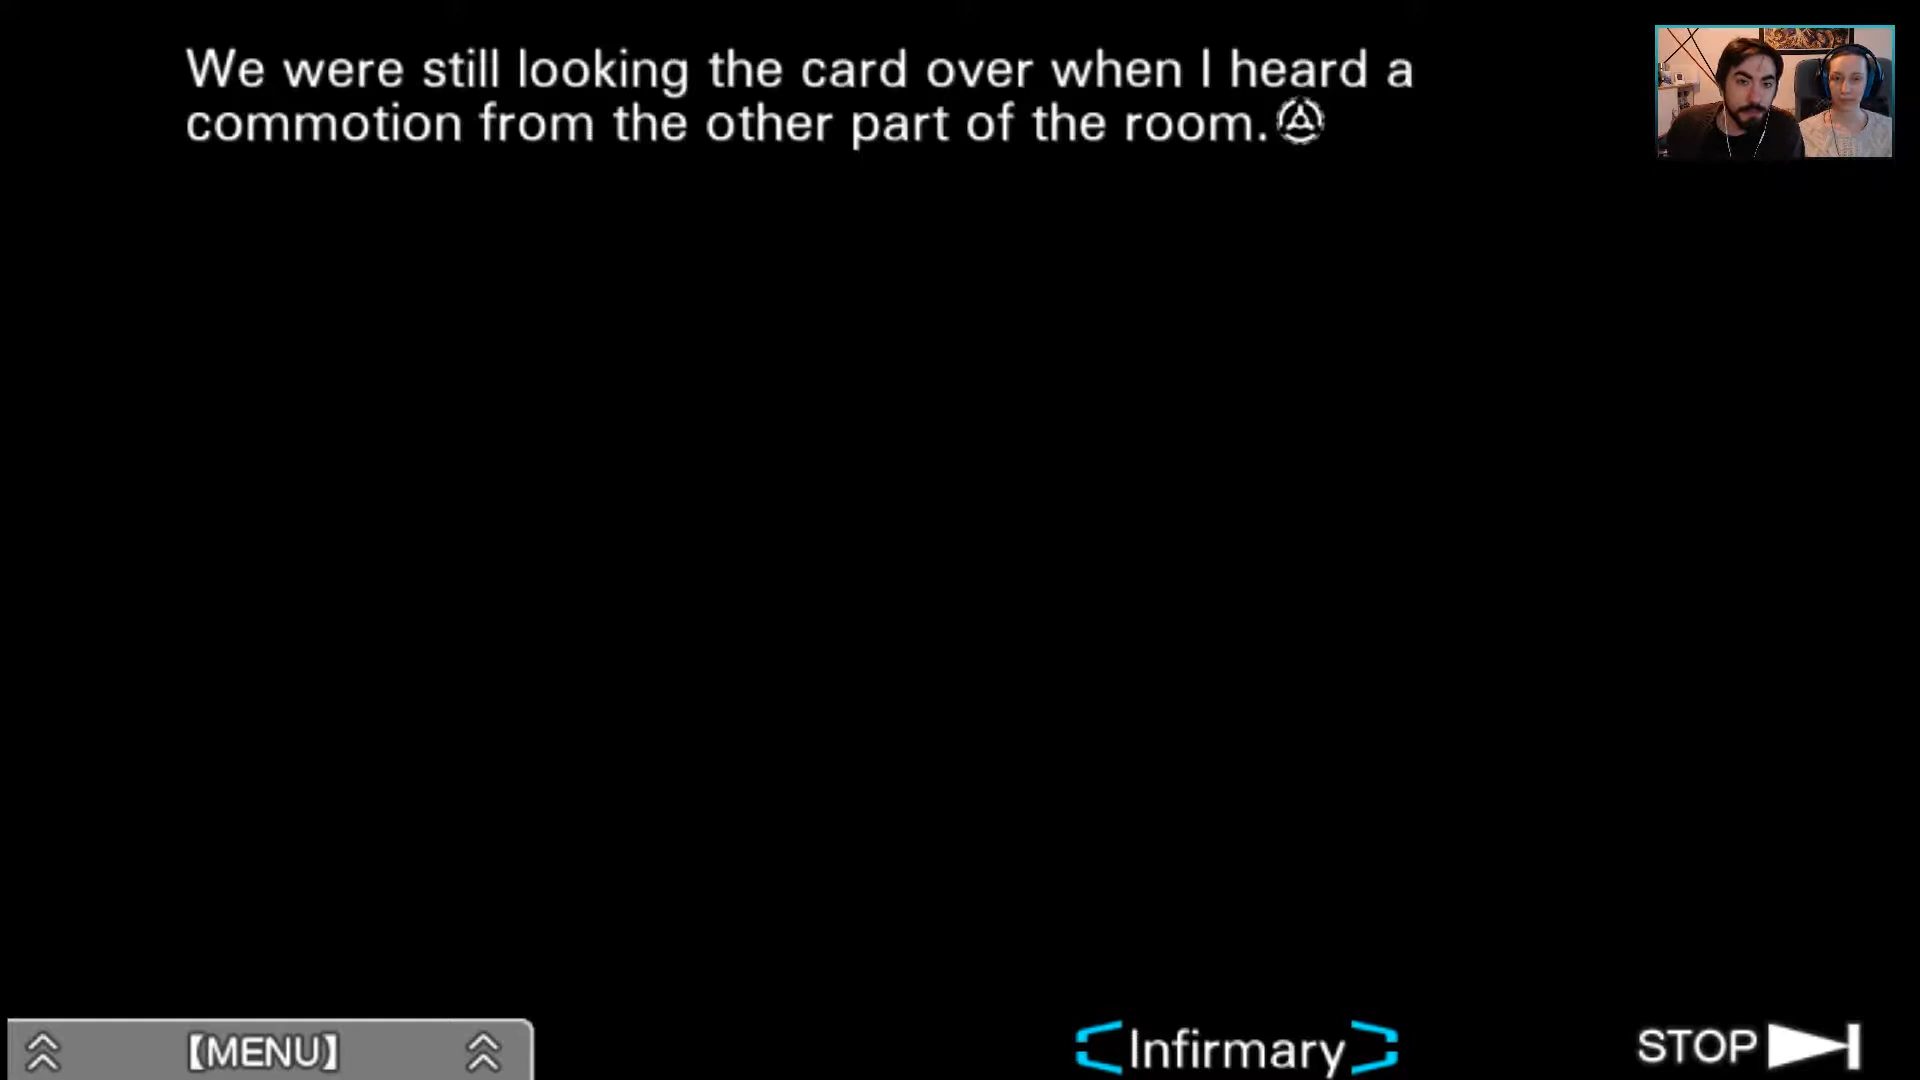 We were still looking the card over when I heard a
commotion from the other part of the room.
【MENU】
Infirmary
STOP